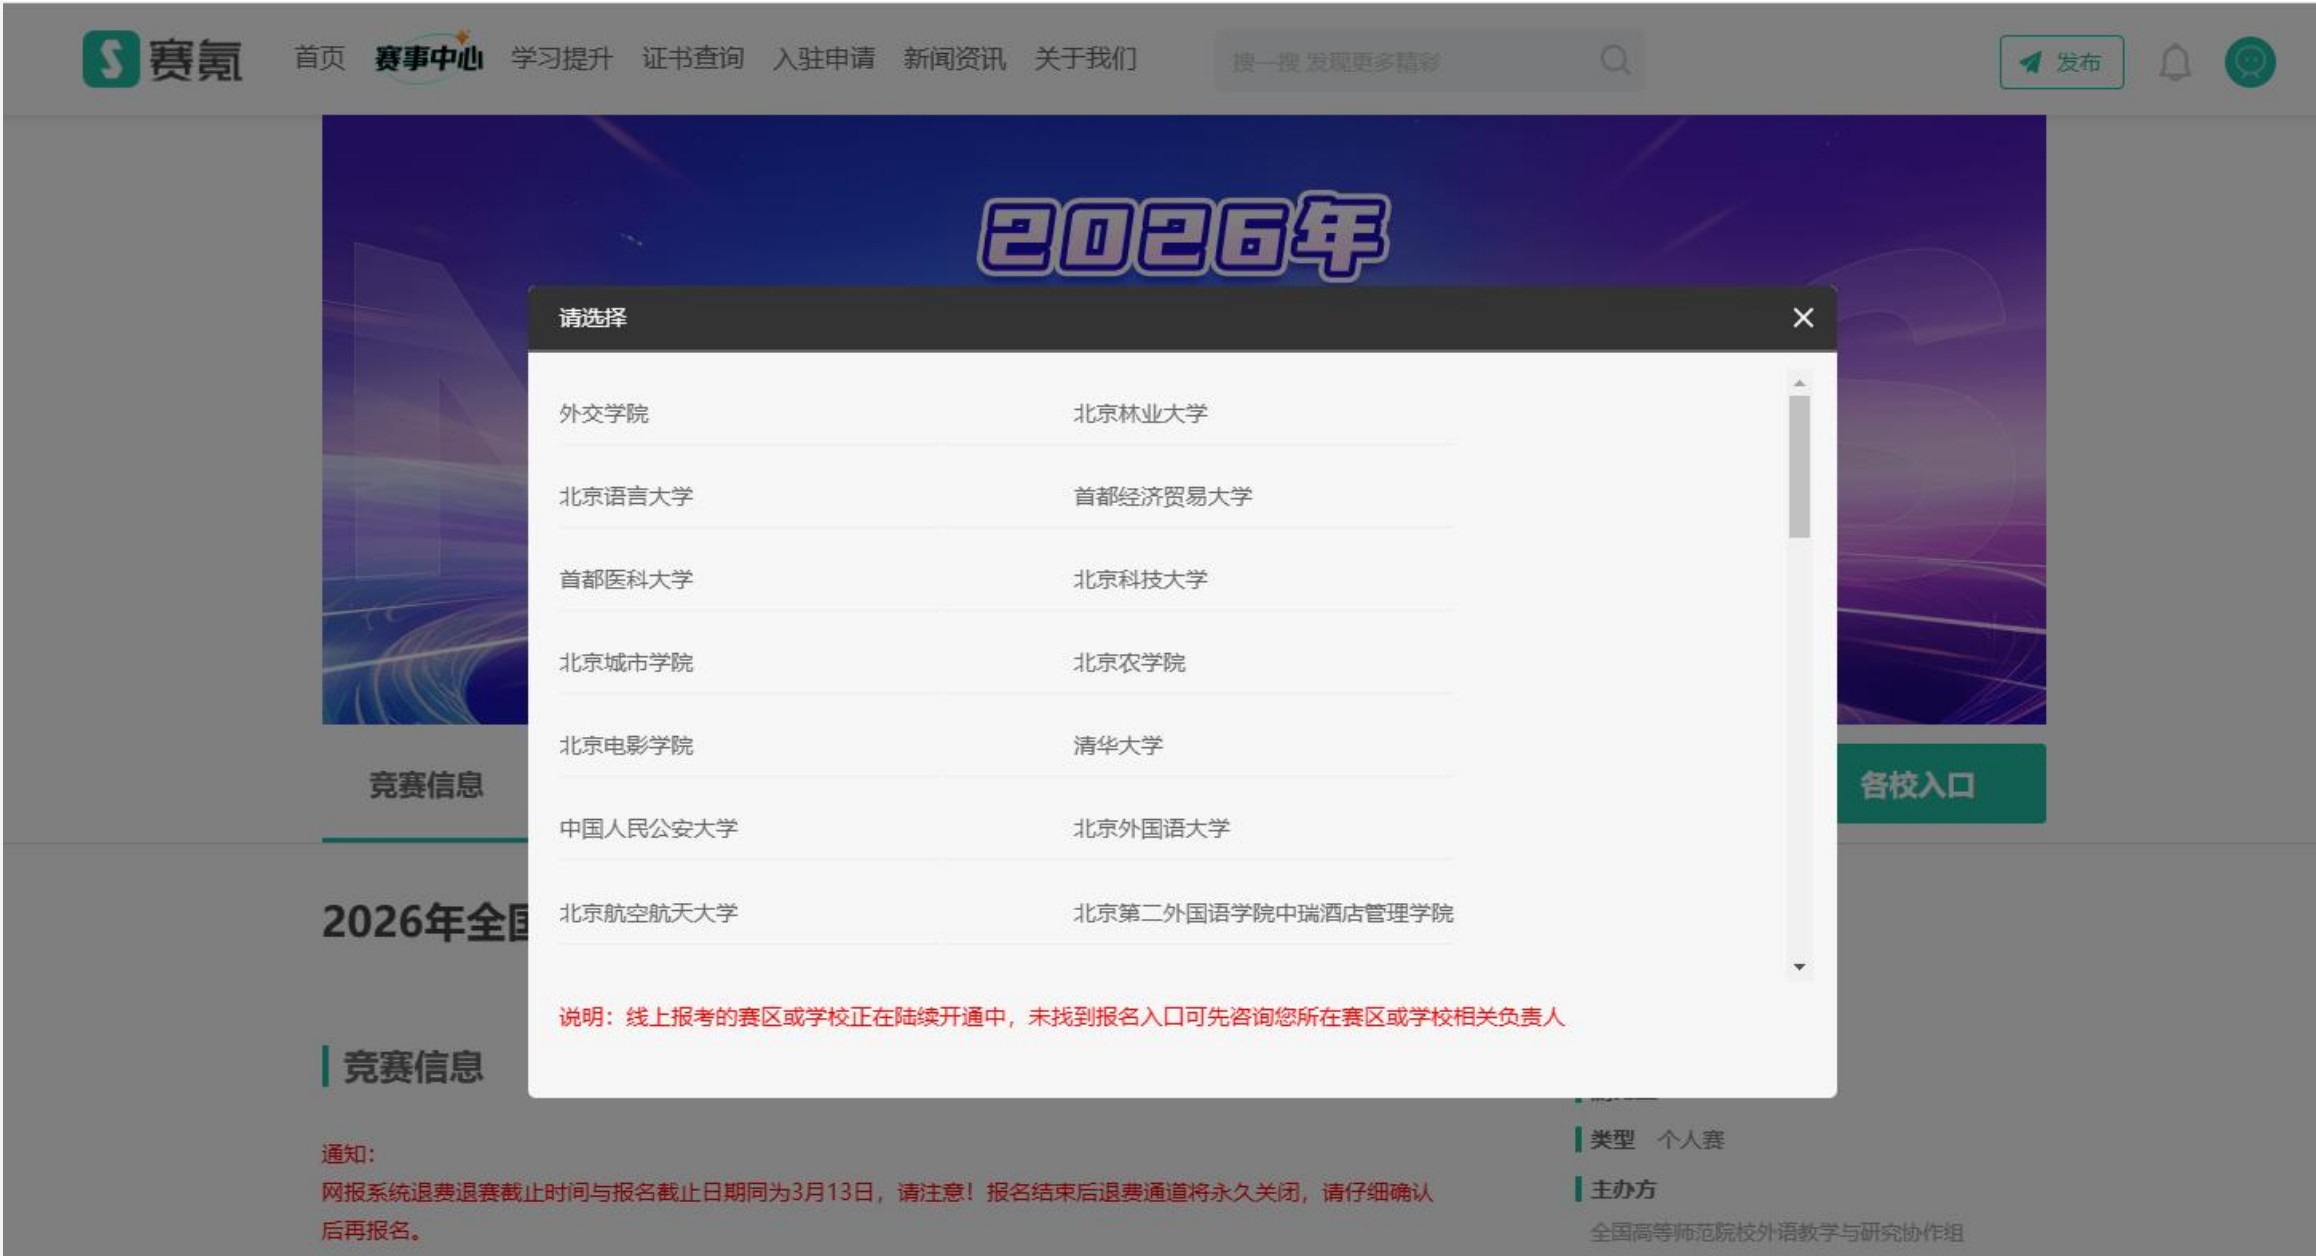 赛氪
首页 赛事中心 学习提升 证书查询 入驻申请 新闻资讯 关于我们
搜一搜 发现更多精彩
发布
2026年
请选择
外交学院 北京林业大学
北京语言大学 首都经济贸易大学
首都医科大学 北京科技大学
北京城市学院 北京农学院
北京电影学院 清华大学
中国人民公安大学 北京外国语大学
北京航空航天大学 北京第二外国语学院中瑞酒店管理学院
说明：线上报考的赛区或学校正在陆续开通中，未找到报名入口可先咨询您所在赛区或学校相关负责人
竞赛信息
各校入口
2026年全国
竞赛信息
通知：
网报系统退费退赛截止时间与报名截止日期同为3月13日，请注意！报名结束后退费通道将永久关闭，请仔细确认
后再报名。
类型 个人赛
主办方
全国高等师范院校外语教学与研究协作组